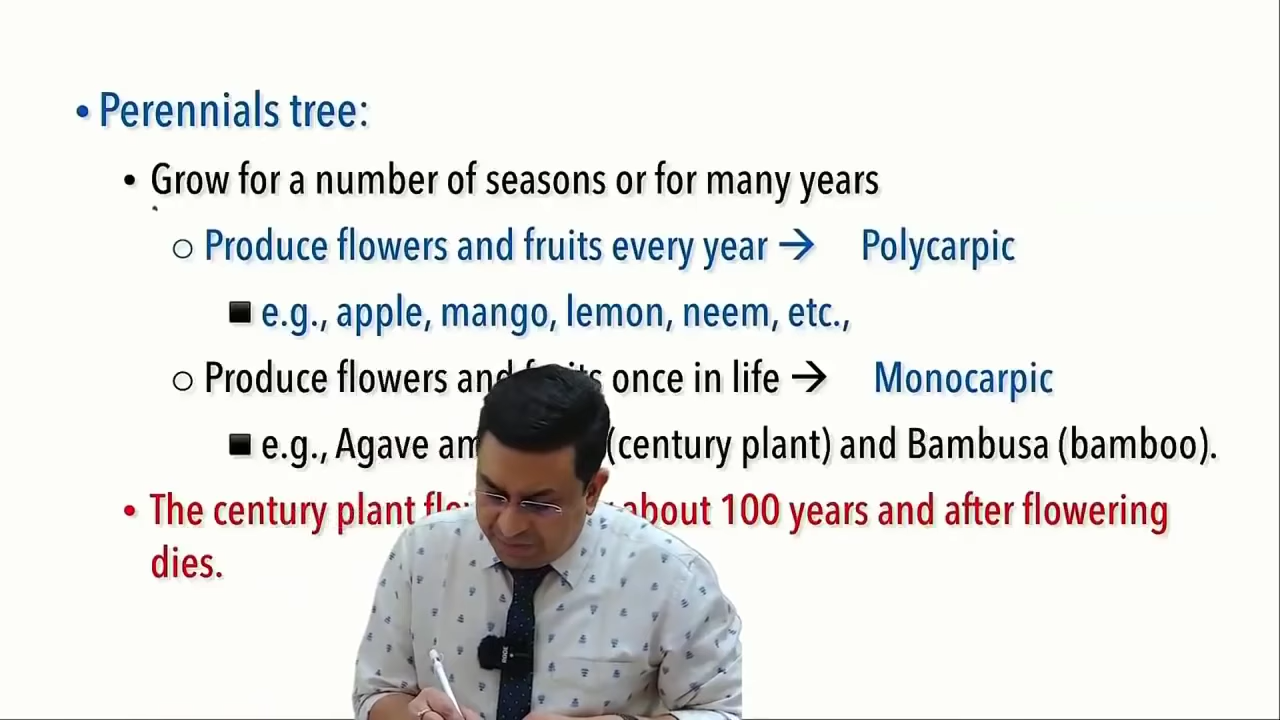 • Perennials tree:
• Grow for a number of seasons or for many years
○ Produce flowers and fruits every year → Polycarpic
■ e.g., apple, mango, lemon, neem, etc.,
○ Produce flowers and once in life → Monocarpic
■ e.g., Agave (century plant) and Bambusa (bamboo).
• The century plant about 100 years and after flowering
dies.
RODE